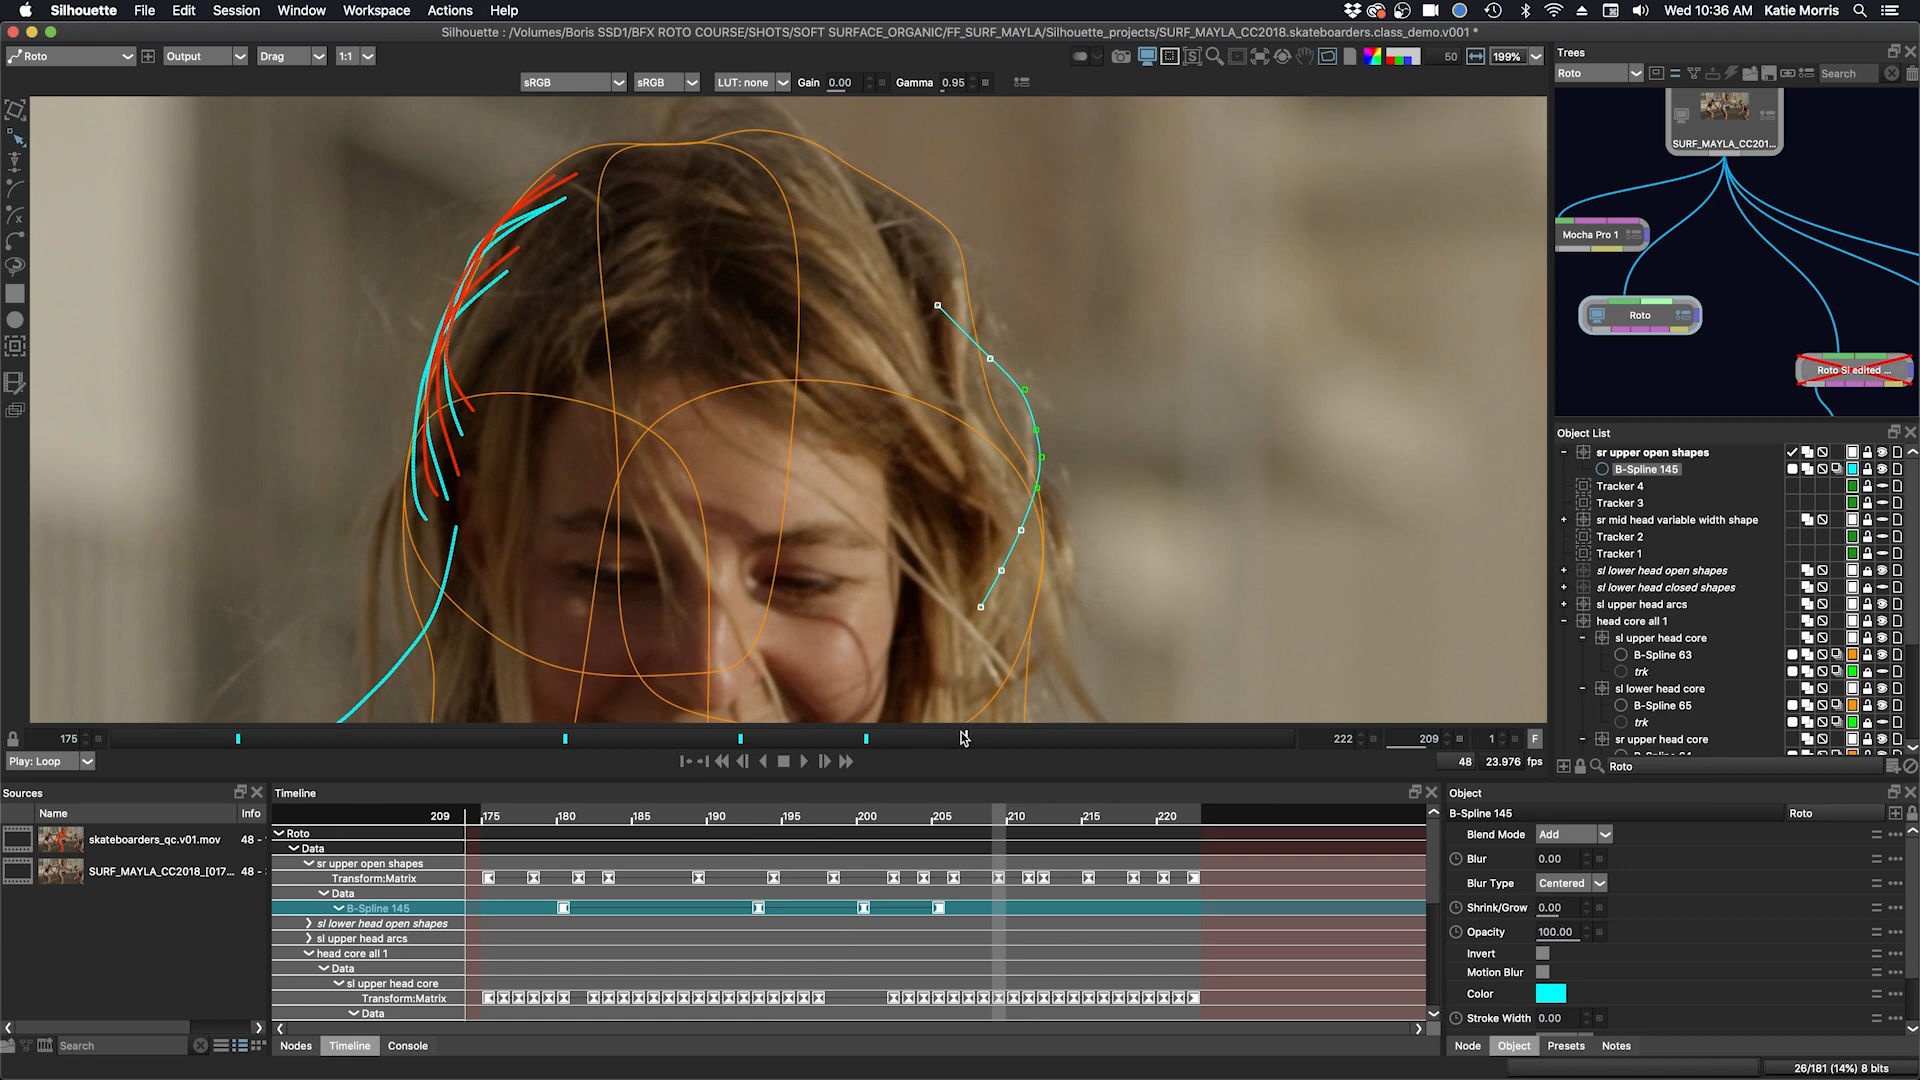 Silhouette File Edit Session Window Workspace Actions Help
Wed 10:36 AM Katie Morris
Silhouette : /Volumes/Boris SSD1/BFX ROTO COURSE/SHOTS/SOFT SURFACE_ORGANIC/FF_SURF_MAYLA/Silhouette_projects/SURF_MAYLA_CC2018.skateboarders.class_demo.v001 *
Roto Output Drag 1:1 50 199%
sRGB sRGB LUT: none Gain 0.00 Gamma 0.95
Trees
Roto Search
SURF_MAYLA_CC201...
Mocha Pro 1
Roto
Roto Sl edited ...
Object List
sr upper open shapes
B-Spline 145
Tracker 4
Tracker 3
sr mid head variable width shape
Tracker 2
Tracker 1
sl lower head open shapes
sl lower head closed shapes
sl upper head arcs
head core all 1
sl upper head core
B-Spline 63
trk
sl lower head core
B-Spline 65
trk
sr upper head core
Roto
175 222 209 1 F
Play: Loop 48 23.976 fps
Sources
Name Info
skateboarders_qc.v01.mov 48 -
SURF_MAYLA_CC2018_[017... 48 -
Search
Timeline
209 175 180 185 190 195 200 205 210 215 220
Roto
Data
sr upper open shapes
Transform:Matrix
Data
B-Spline 145
sl lower head open shapes
sl upper head arcs
head core all 1
Data
sl upper head core
Transform:Matrix
Data
Nodes Timeline Console
Object
B-Spline 145 Roto
Blend Mode Add
Blur 0.00
Blur Type Centered
Shrink/Grow 0.00
Opacity 100.00
Invert
Motion Blur
Color
Stroke Width 0.00
Node Object Presets Notes
26/181 (14%) 8 bits